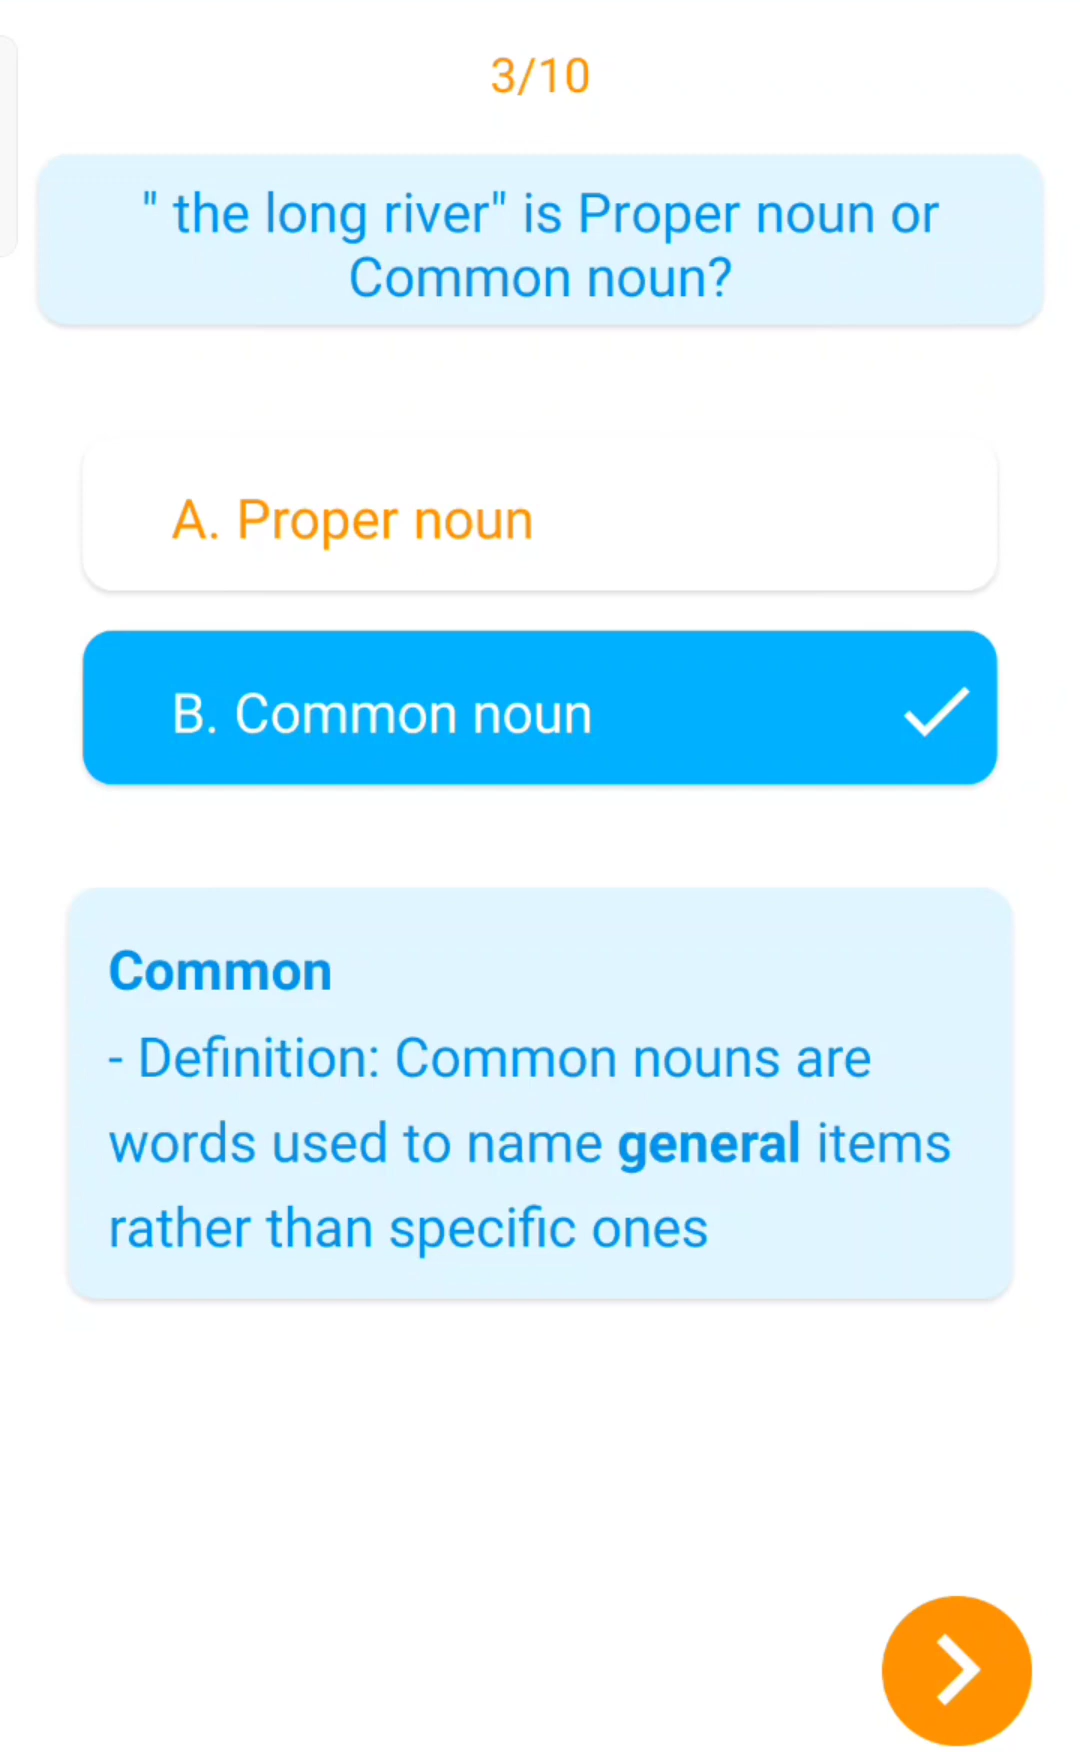 3/10
" the long river" is Proper noun or
Common noun?
A. Proper noun
B. Common noun
Common
- Definition: Common nouns are
words used to name general items
rather than specific ones